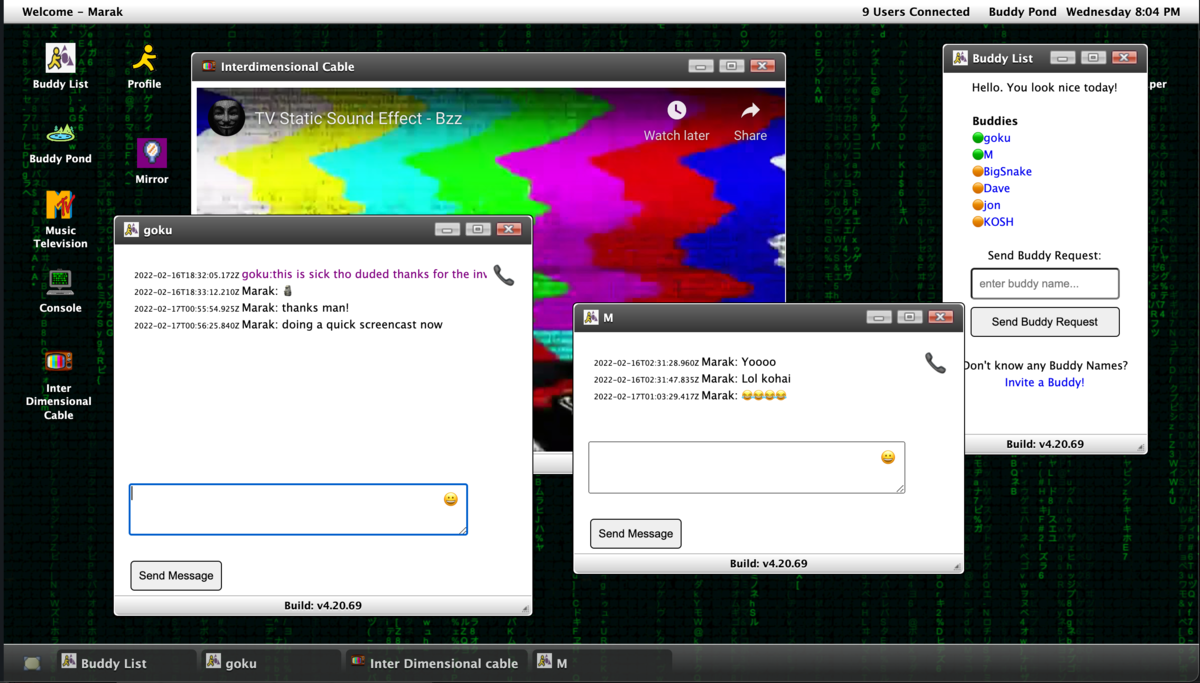 Welcome - Marak
9 Users Connected Buddy Pond Wednesday 8:04 PM
Buddy List
Profile
Buddy Pond
Mirror
Music
Television
Console
Inter
Dimensional
Cable
Interdimensional Cable
TV Static Sound Effect - Bzz
Watch later
Share
goku
2022-02-16T18:32:05.172Z goku:this is sick tho duded thanks for the inv
2022-02-16T18:33:12.210Z Marak: 🗿
2022-02-17T00:55:54.925Z Marak: thanks man!
2022-02-17T00:56:25.840Z Marak: doing a quick screencast now
Send Message
Build: v4.20.69
M
2022-02-16T02:31:28.960Z Marak: Yoooo
2022-02-16T02:31:47.835Z Marak: Lol kohai
2022-02-17T01:03:29.417Z Marak: 😂😂😂😂
Send Message
Build: v4.20.69
Buddy List
Hello. You look nice today!
Buddies
goku
M
BigSnake
Dave
jon
KOSH
Send Buddy Request:
enter buddy name...
Send Buddy Request
Don't know any Buddy Names?
Invite a Buddy!
Build: v4.20.69
per
Buddy List
goku
Inter Dimensional cable
M